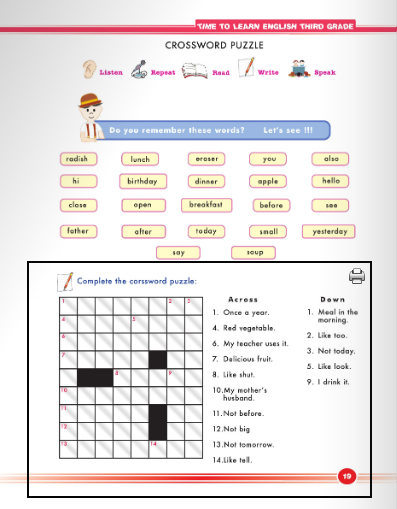 TIME TO LEARN ENGLISH THIRD GRADE
CROSSWORD PUZZLE
Listen Repeat Read Write Speak
Do you remember these words? Let's see !!!
radish lunch eraser you also
hi birthday dinner apple hello
close open breakfast before see
father after today small yesterday
say soup
Complete the corssword puzzle:
Across
1. Once a year.
4. Red vegetable.
6. My teacher uses it.
7. Delicious fruit.
8. Like shut.
10.My mother's
husband.
11.Not before.
12.Not big
13.Not tomorrow.
14.Like tell.
Down
1. Meal in the
morning.
2. Like too.
3. Not today.
5. Like look.
9. I drink it.
1 2 3
4 5
6
7
8 9
10
11
12
13 14
19